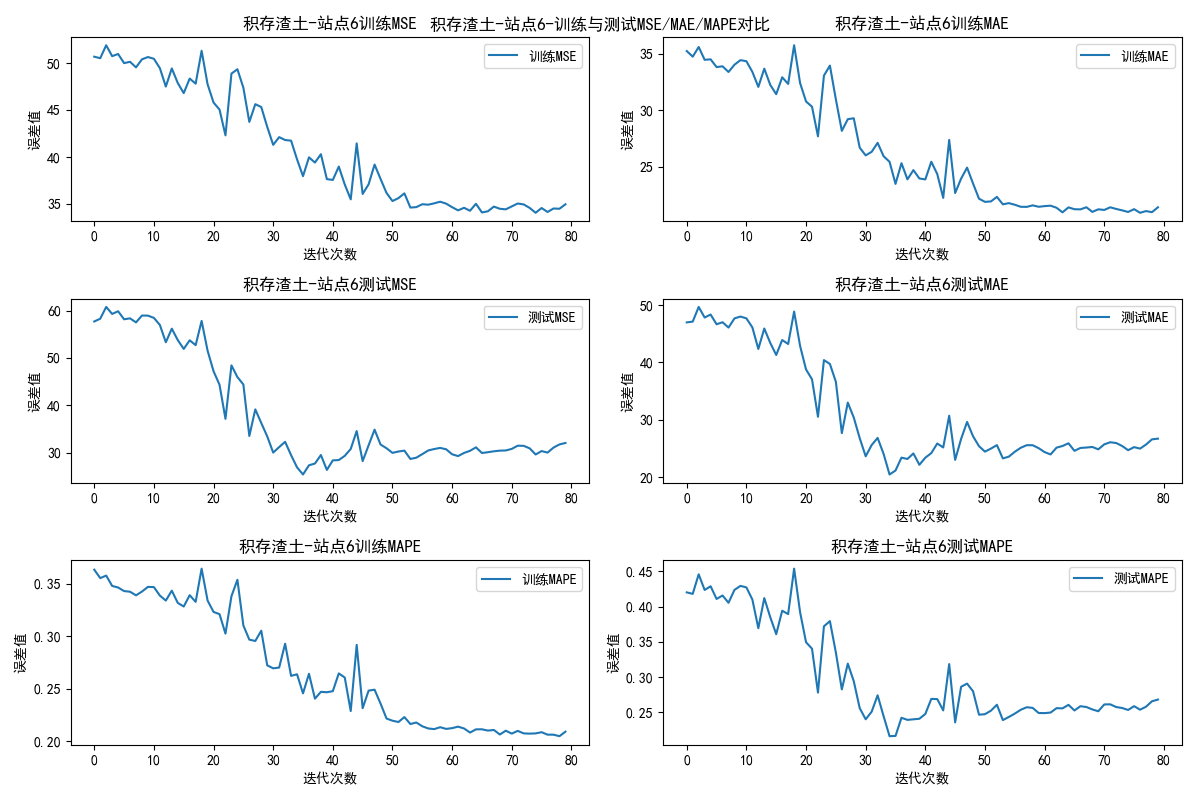 积存渣土-站点6-训练与测试MSE/MAE/MAPE对比
积存渣土-站点6训练MSE
训练MSE
误差值
50
45
40
35
0 10 20 30 40 50 60 70 80
迭代次数
积存渣土-站点6训练MAE
训练MAE
误差值
35
30
25
0 10 20 30 40 50 60 70 80
迭代次数
积存渣土-站点6测试MSE
测试MSE
误差值
60
50
40
30
0 10 20 30 40 50 60 70 80
迭代次数
积存渣土-站点6测试MAE
测试MAE
误差值
50
40
30
20
0 10 20 30 40 50 60 70 80
迭代次数
积存渣土-站点6训练MAPE
训练MAPE
误差值
0.35
0.30
0.25
0.20
0 10 20 30 40 50 60 70 80
迭代次数
积存渣土-站点6测试MAPE
测试MAPE
误差值
0.45
0.40
0.35
0.30
0.25
0 10 20 30 40 50 60 70 80
迭代次数